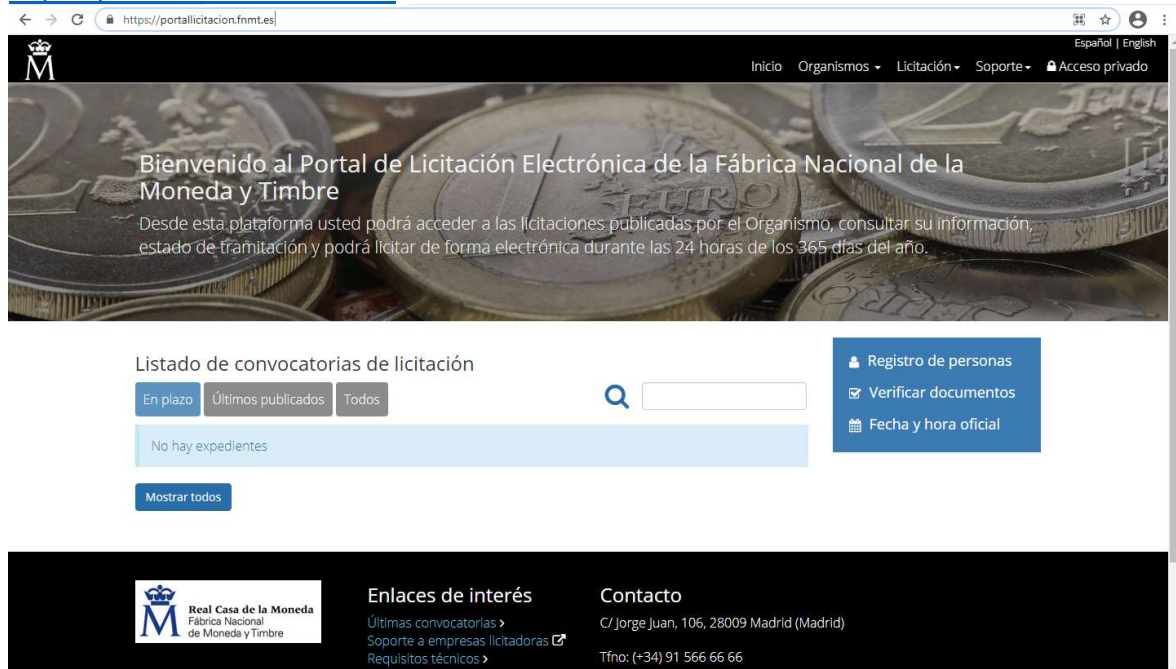 https://portallicitacion.fnmt.es
Español | English
M
Inicio Organismos Licitación Soporte Acceso privado
Bienvenido al Portal de Licitación Electrónica de la Fábrica Nacional de la
Moneda y Timbre
Desde esta plataforma usted podrá acceder a las licitaciones publicadas por el Organismo, consultar su información,
estado de tramitación y podrá licitar de forma electrónica durante las 24 horas de los 365 días del año.
EURO
Listado de convocatorias de licitación
En plazo Últimos publicados Todos
No hay expedientes
Mostrar todos
Registro de personas
Verificar documentos
Fecha y hora oficial
M
Real Casa de la Moneda
Fábrica Nacional
de Moneda y Timbre
Enlaces de interés
Últimas convocatorias >
Soporte a empresas licitadoras
Requisitos técnicos >
Contacto
C/ Jorge Juan, 106, 28009 Madrid (Madrid)
Tfno: (+34) 91 566 66 66